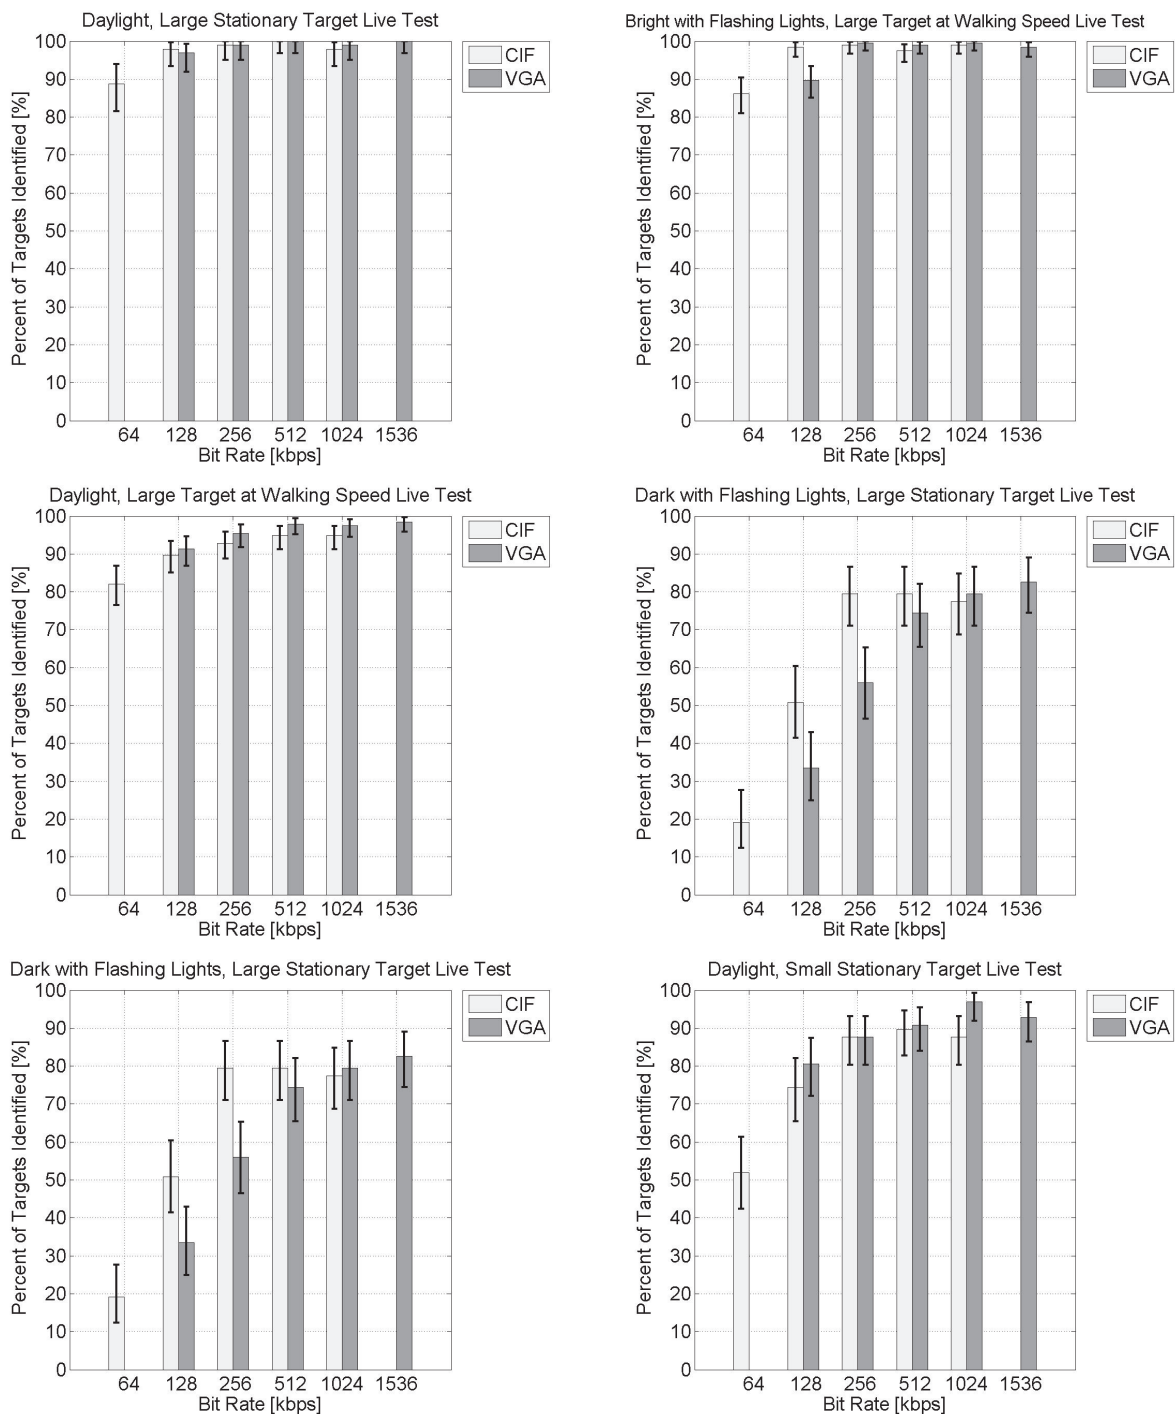 Daylight, Large Stationary Target Live Test
Percent of Targets Identified [%]
100
90
80
70
60
50
40
30
20
10
0
64 128 256 512 1024 1536
Bit Rate [kbps]
CIF
VGA
Bright with Flashing Lights, Large Target at Walking Speed Live Test
Percent of Targets Identified [%]
100
90
80
70
60
50
40
30
20
10
0
64 128 256 512 1024 1536
Bit Rate [kbps]
CIF
VGA
Daylight, Large Target at Walking Speed Live Test
Percent of Targets Identified [%]
100
90
80
70
60
50
40
30
20
10
0
64 128 256 512 1024 1536
Bit Rate [kbps]
CIF
VGA
Dark with Flashing Lights, Large Stationary Target Live Test
Percent of Targets Identified [%]
100
90
80
70
60
50
40
30
20
10
0
64 128 256 512 1024 1536
Bit Rate [kbps]
CIF
VGA
Dark with Flashing Lights, Large Stationary Target Live Test
Percent of Targets Identified [%]
100
90
80
70
60
50
40
30
20
10
0
64 128 256 512 1024 1536
Bit Rate [kbps]
CIF
VGA
Daylight, Small Stationary Target Live Test
Percent of Targets Identified [%]
100
90
80
70
60
50
40
30
20
10
0
64 128 256 512 1024 1536
Bit Rate [kbps]
CIF
VGA